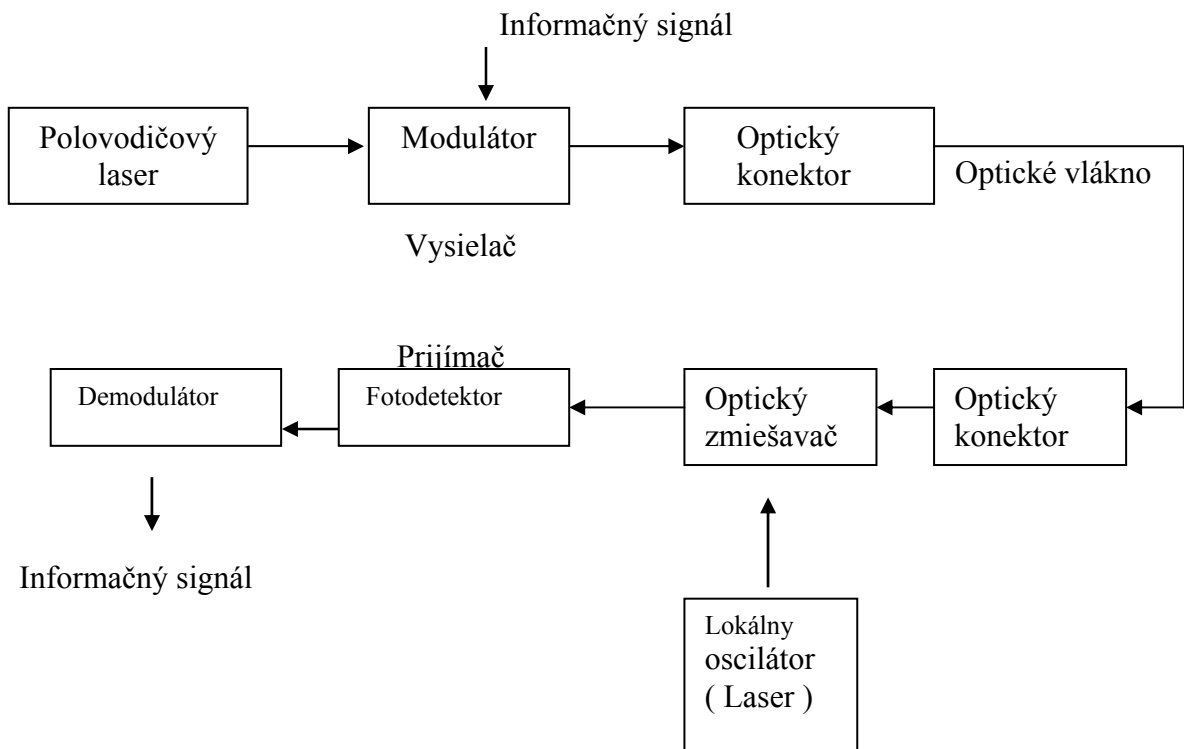 Informačný signál
Polovodičový
laser
Modulátor
Optický
konektor
Optické vlákno
Vysielač
Prijímač
Demodulátor
Fotodetektor
Optický
zmiešavač
Optický
konektor
Informačný signál
Lokálny
oscilátor
( Laser )